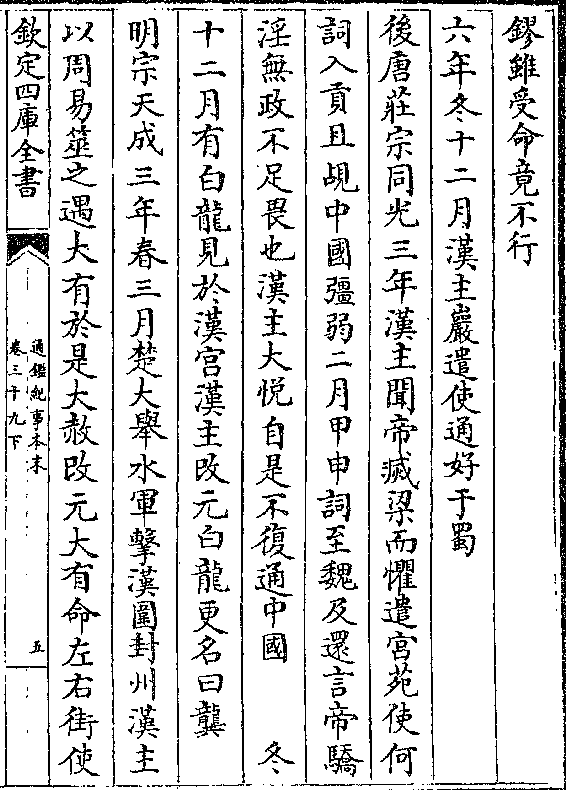 鏐雖受命竟不行
六年冬十二月漢主巖遣使通好于蜀
後唐莊宗同光三年漢主聞帝滅梁而懼遣宮苑使何
詞入貢且覘中國彊弱二月甲申詞至魏及還言帝驕
淫無政不足畏也漢主大悅自是不復通中國　冬
十二月有白龍見於漢宮漢主改元白龍更名曰龔
明宗天成三年春三月楚大舉水軍擊漢圍封州漢主
以周易筮之遇大有於是大赦改元大有命左右街使
欽定四庫全書
通鑑紀事本末
卷三十九下
五